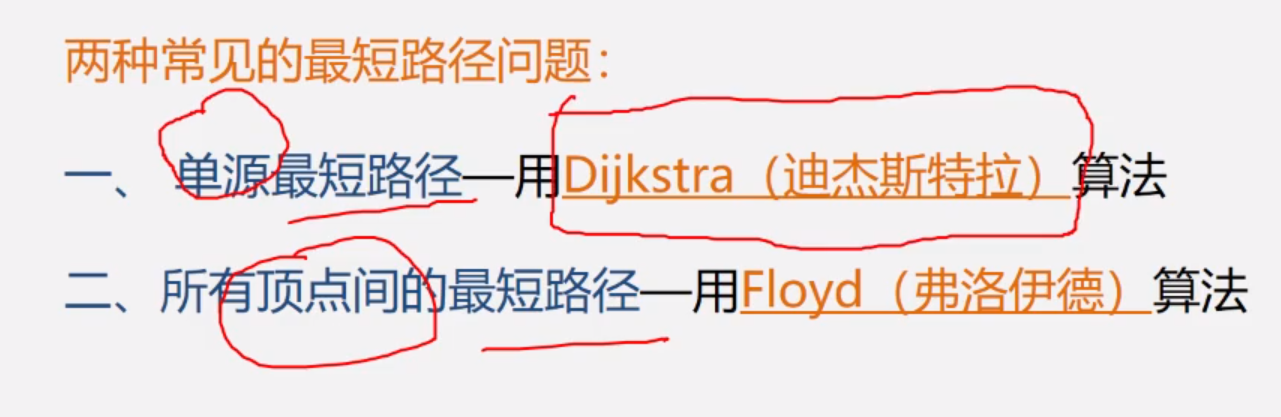 两种常见的最短路径问题：
一、 单源最短路径—用Dijkstra（迪杰斯特拉）算法
二、所有顶点间的最短路径—用Floyd（弗洛伊德）算法